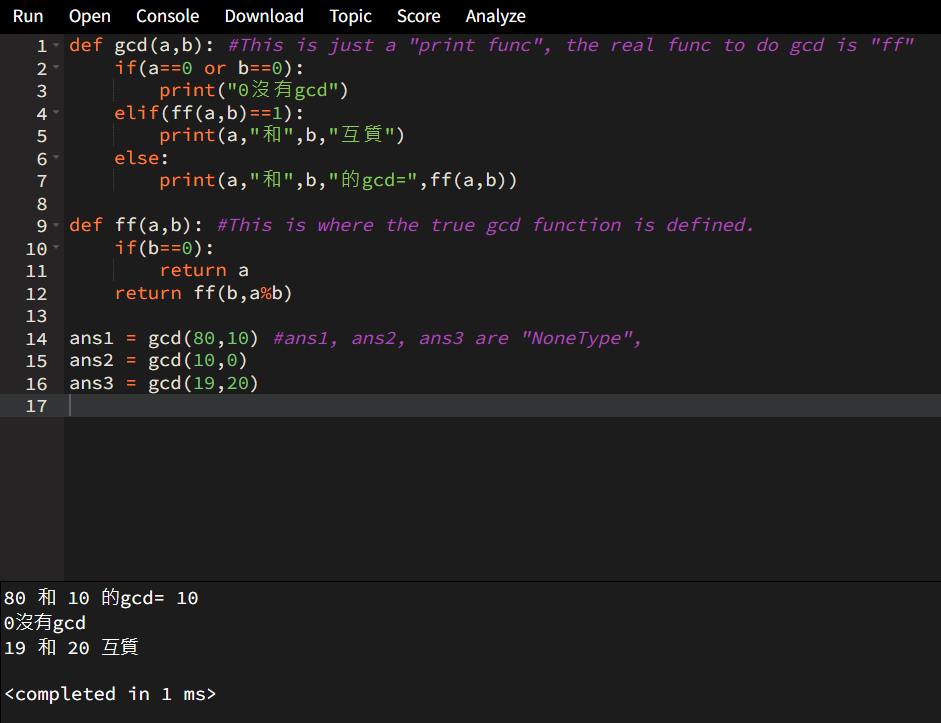 Run Open Console Download Topic Score Analyze
1 def gcd(a,b): #This is just a "print func", the real func to do gcd is "ff"
2     if(a==0 or b==0):
3         print("0沒有gcd")
4     elif(ff(a,b)==1):
5         print(a,"和",b,"互質")
6     else:
7         print(a,"和",b,"的gcd=",ff(a,b))
8
9 def ff(a,b): #This is where the true gcd function is defined.
10     if(b==0):
11         return a
12     return ff(b,a%b)
13
14 ans1 = gcd(80,10) #ans1, ans2, ans3 are "NoneType",
15 ans2 = gcd(10,0)
16 ans3 = gcd(19,20)
17
80 和 10 的gcd= 10
0沒有gcd
19 和 20 互質
<completed in 1 ms>